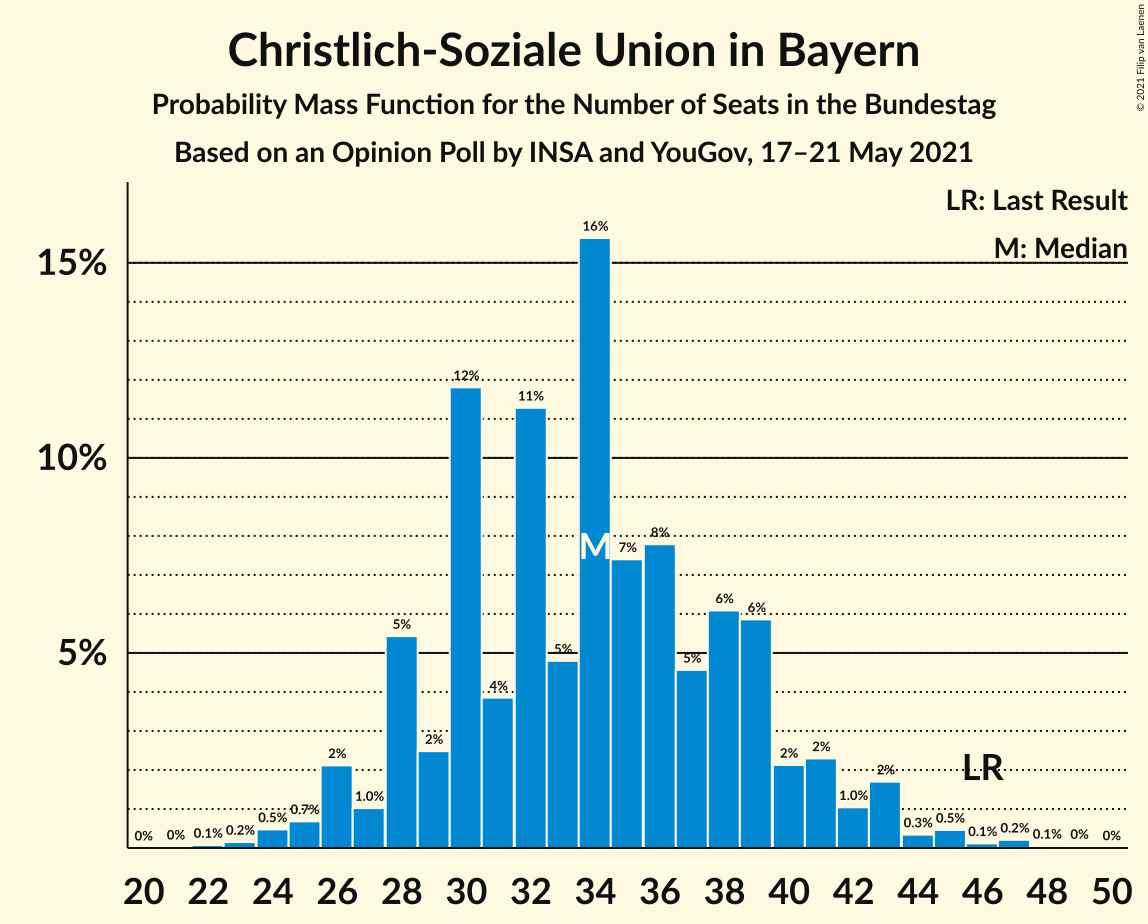 Christlich-Soziale Union in Bayern
Probability Mass Function for the Number of Seats in the Bundestag
Based on an Opinion Poll by INSA and YouGov, 17–21 May 2021
© 2021 Filip van Laenen
LR: Last Result
M: Median
15%
10%
5%
0% 0% 0.1% 0.2% 0.5% 0.7% 2% 1.0% 5% 2% 12% 4% 11% 5% 16% 7% 8% 5% 6% 6% 2% 2% 1.0% 2% 0.3% 0.5% 0.1% 0.2% 0.1% 0% 0%
M
LR
20 22 24 26 28 30 32 34 36 38 40 42 44 46 48 50